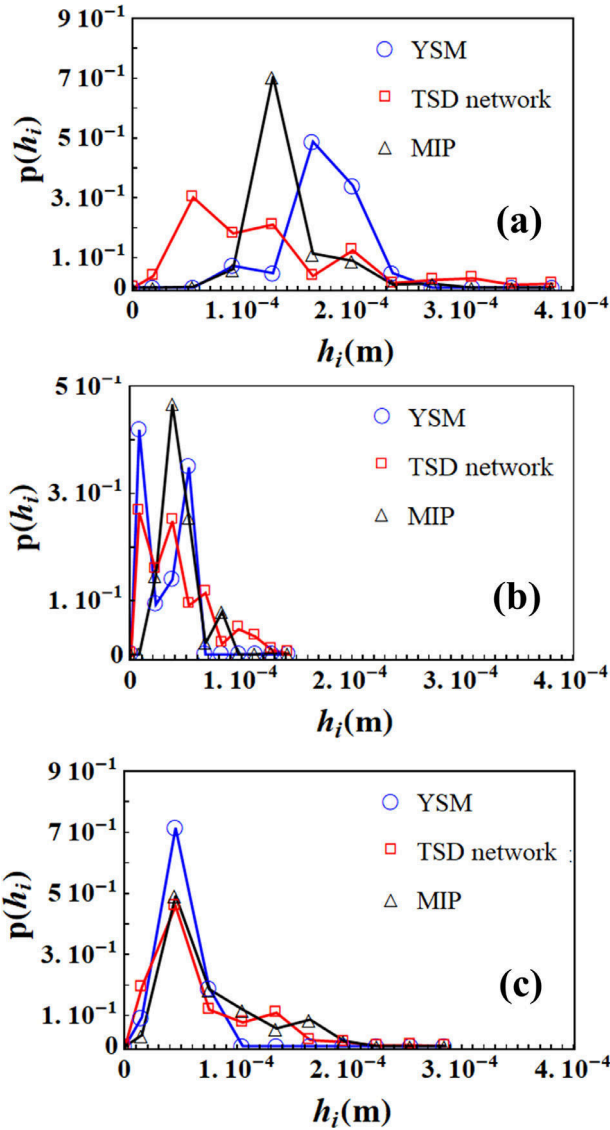 9 10⁻¹
7 10⁻¹
5 10⁻¹
3 10⁻¹
1 10⁻¹
0
p(hᵢ)
YSM
TSD network
MIP
(a)
0 1. 10⁻⁴ 2. 10⁻⁴ 3. 10⁻⁴ 4. 10⁻⁴
hᵢ(m)
5 10⁻¹
3 10⁻¹
1. 10⁻¹
0
p(hᵢ)
YSM
TSD network
MIP
(b)
0 1. 10⁻⁴ 2. 10⁻⁴ 3. 10⁻⁴ 4. 10⁻⁴
hᵢ(m)
9 10⁻¹
7 10⁻¹
5 10⁻¹
3 10⁻¹
1 10⁻¹
0
p(hᵢ)
YSM
TSD network
MIP
(c)
0 1. 10⁻⁴ 2. 10⁻⁴ 3. 10⁻⁴ 4. 10⁻⁴
hᵢ(m)